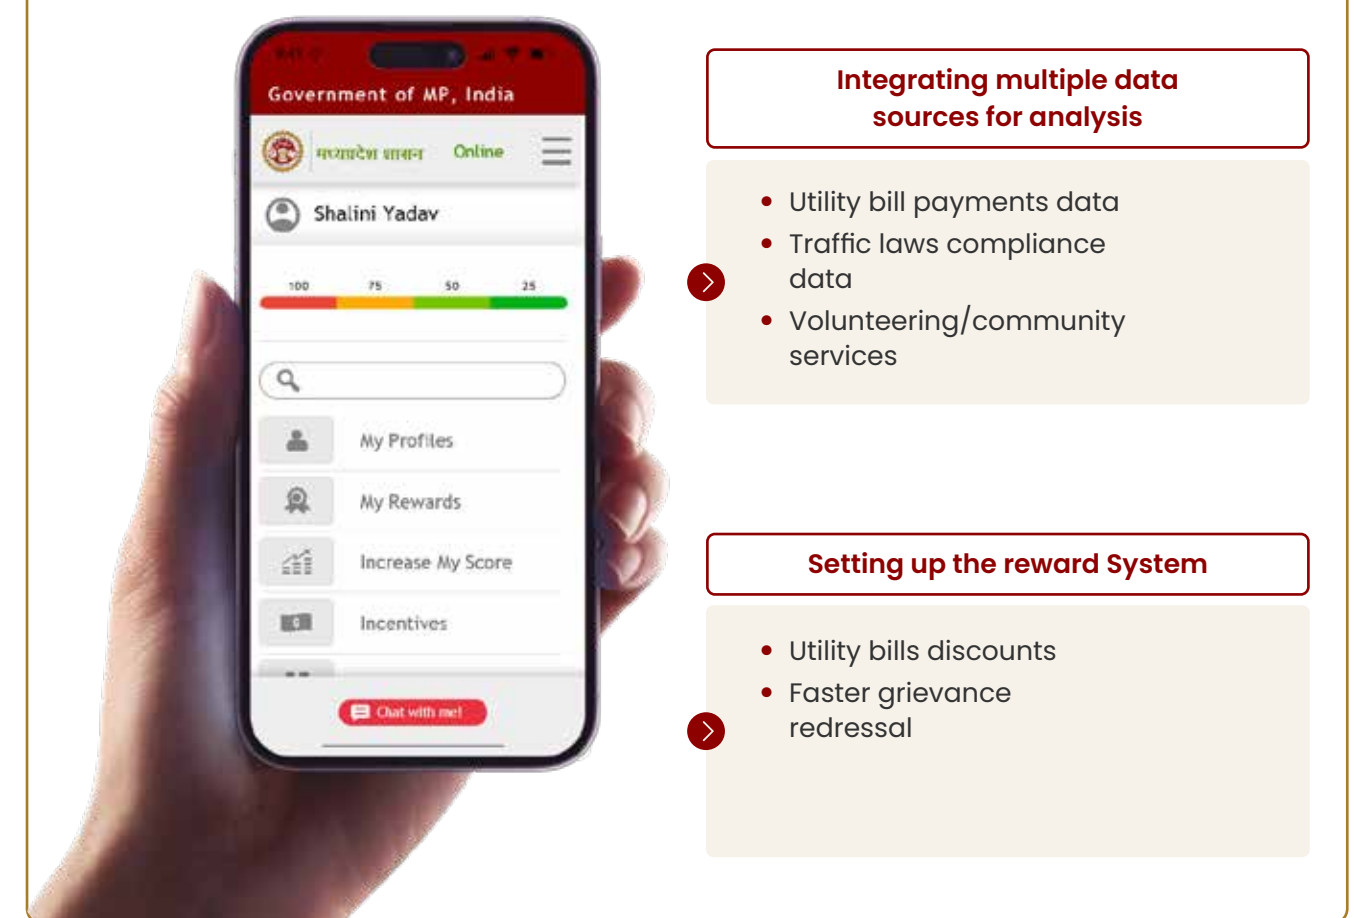 Government of MP, India
मध्यप्रदेश शासन Online
Shalini Yadav
100 75 50 25
My Profiles
My Rewards
Increase My Score
Incentives
Chat with me!
Integrating multiple data
sources for analysis
Utility bill payments data
Traffic laws compliance
data
Volunteering/community
services
Setting up the reward System
Utility bills discounts
Faster grievance
redressal